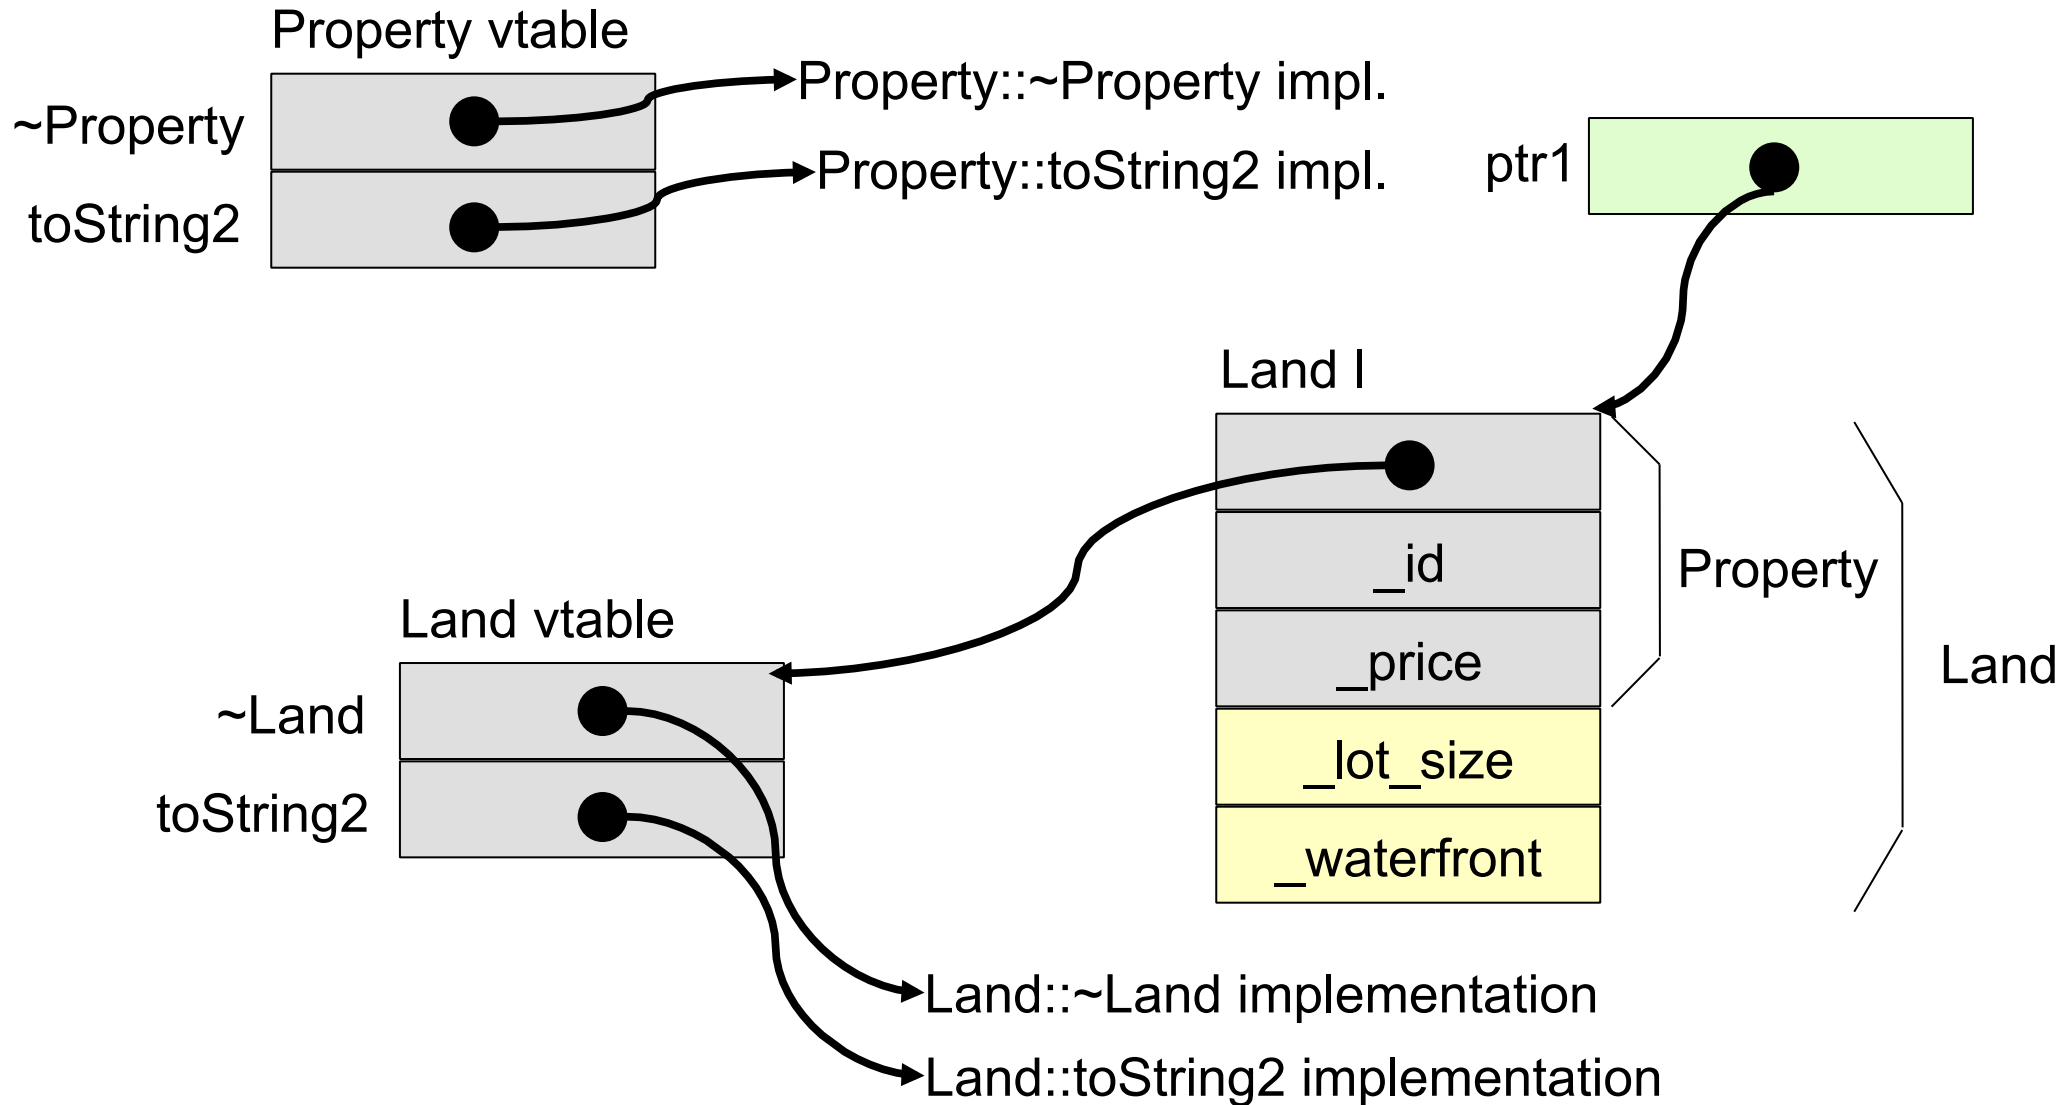 Property vtable
~Property
Property::~Property impl.
toString2
Property::toString2 impl.
ptr1
Land l
_id
_price
_lot_size
_waterfront
Property
Land
Land vtable
~Land
toString2
Land::~Land implementation
Land::toString2 implementation